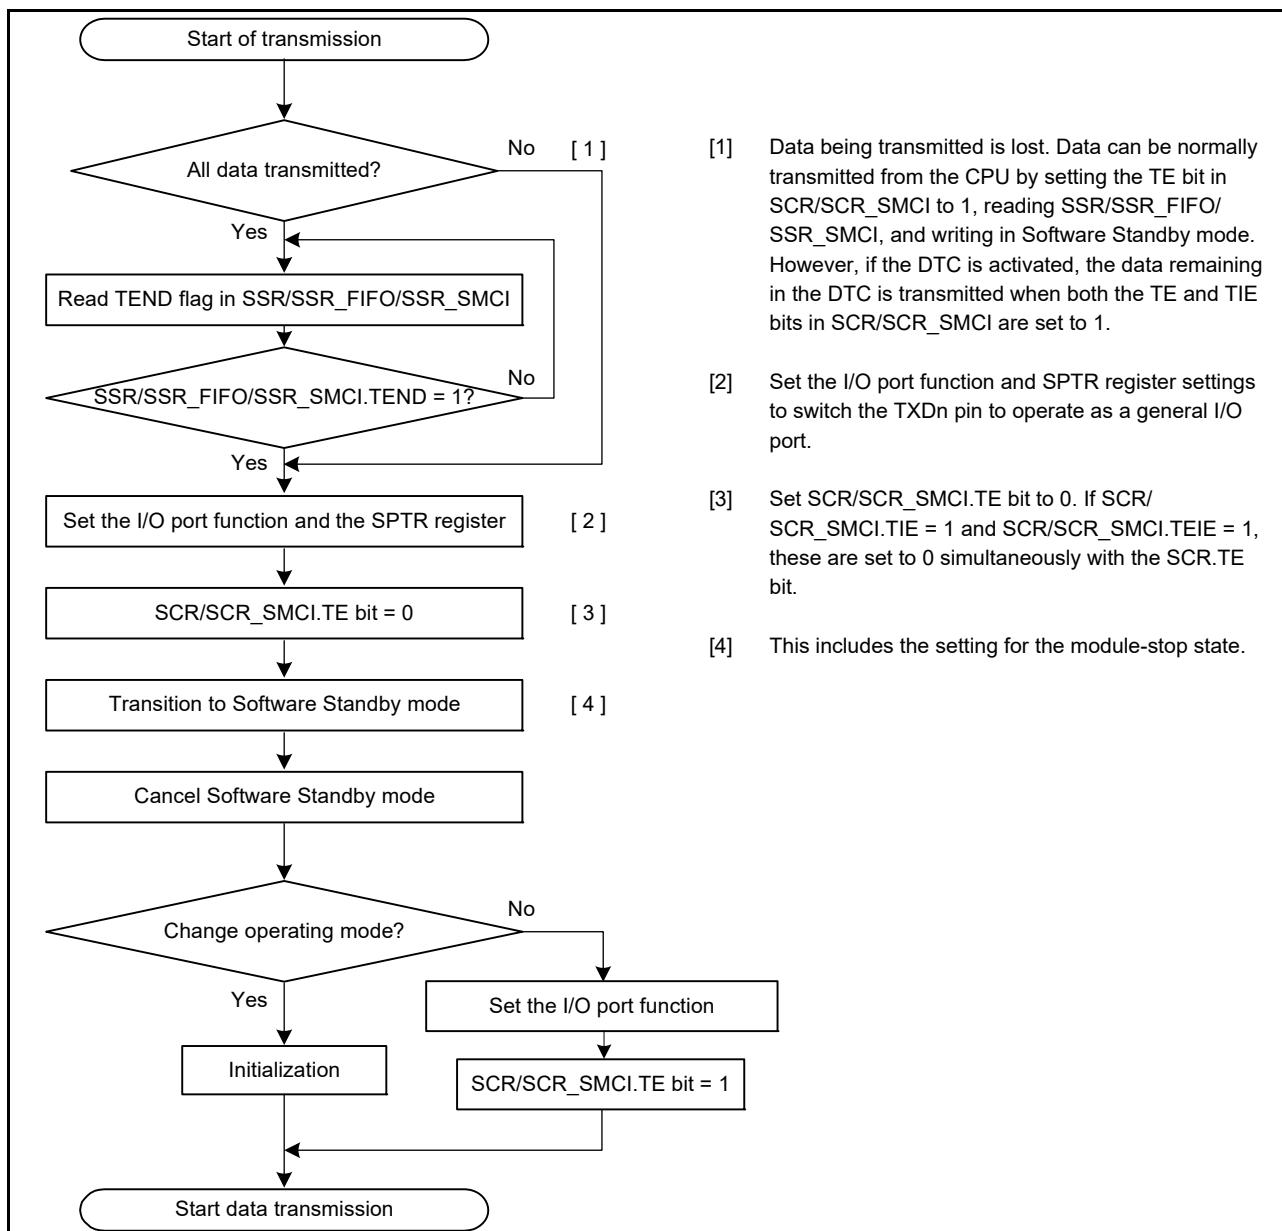 Start of transmission
All data transmitted?
No [ 1 ]
Yes
Read TEND flag in SSR/SSR_FIFO/SSR_SMCI
SSR/SSR_FIFO/SSR_SMCI.TEND = 1?
No
Yes
Set the I/O port function and the SPTR register [ 2 ]
SCR/SCR_SMCI.TE bit = 0 [ 3 ]
Transition to Software Standby mode [ 4 ]
Cancel Software Standby mode
Change operating mode?
No
Yes
Set the I/O port function
Initialization
SCR/SCR_SMCI.TE bit = 1
Start data transmission
[1] Data being transmitted is lost. Data can be normally
transmitted from the CPU by setting the TE bit in
SCR/SCR_SMCI to 1, reading SSR/SSR_FIFO/
SSR_SMCI, and writing in Software Standby mode.
However, if the DTC is activated, the data remaining
in the DTC is transmitted when both the TE and TIE
bits in SCR/SCR_SMCI are set to 1.
[2] Set the I/O port function and SPTR register settings
to switch the TXDn pin to operate as a general I/O
port.
[3] Set SCR/SCR_SMCI.TE bit to 0. If SCR/
SCR_SMCI.TIE = 1 and SCR/SCR_SMCI.TEIE = 1,
these are set to 0 simultaneously with the SCR.TE
bit.
[4] This includes the setting for the module-stop state.